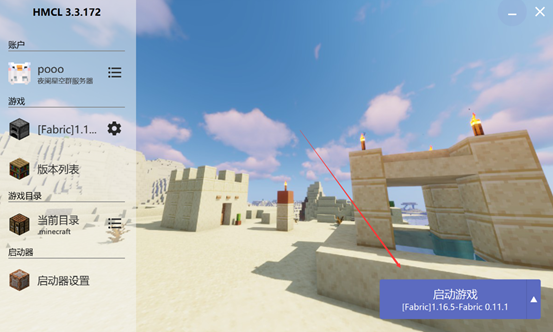 HMCL 3.3.172
账户
pooo
夜阑星空群服务器
游戏
[Fabric]1.1...
版本列表
游戏目录
当前目录
.minecraft
启动器
启动器设置
启动游戏
[Fabric]1.16.5-Fabric 0.11.1